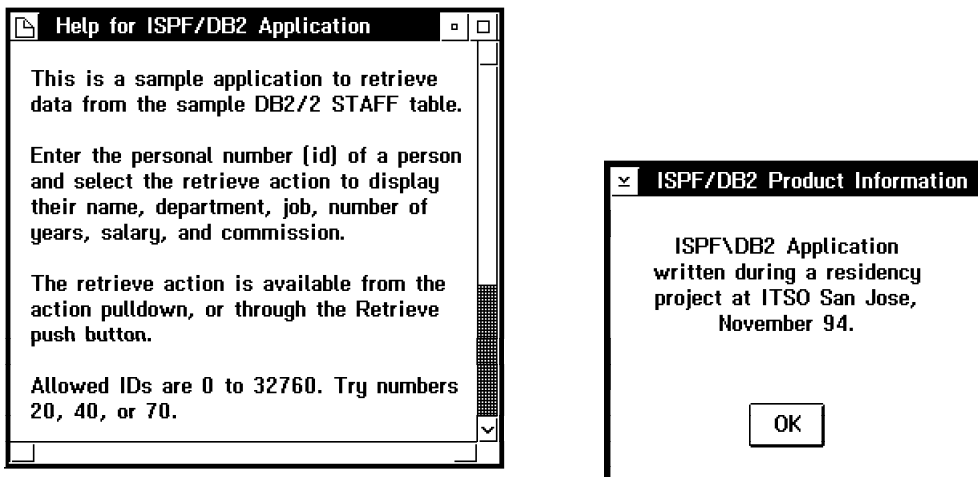 Help for ISPF/DB2 Application
This is a sample application to retrieve
data from the sample DB2/2 STAFF table.
Enter the personal number (id) of a person
and select the retrieve action to display
their name, department, job, number of
years, salary, and commission.
The retrieve action is available from the
action pulldown, or through the Retrieve
push button.
Allowed IDs are 0 to 32760. Try numbers
20, 40, or 70.
ISPF/DB2 Product Information
ISPF\DB2 Application
written during a residency
project at ITSO San Jose,
November 94.
OK